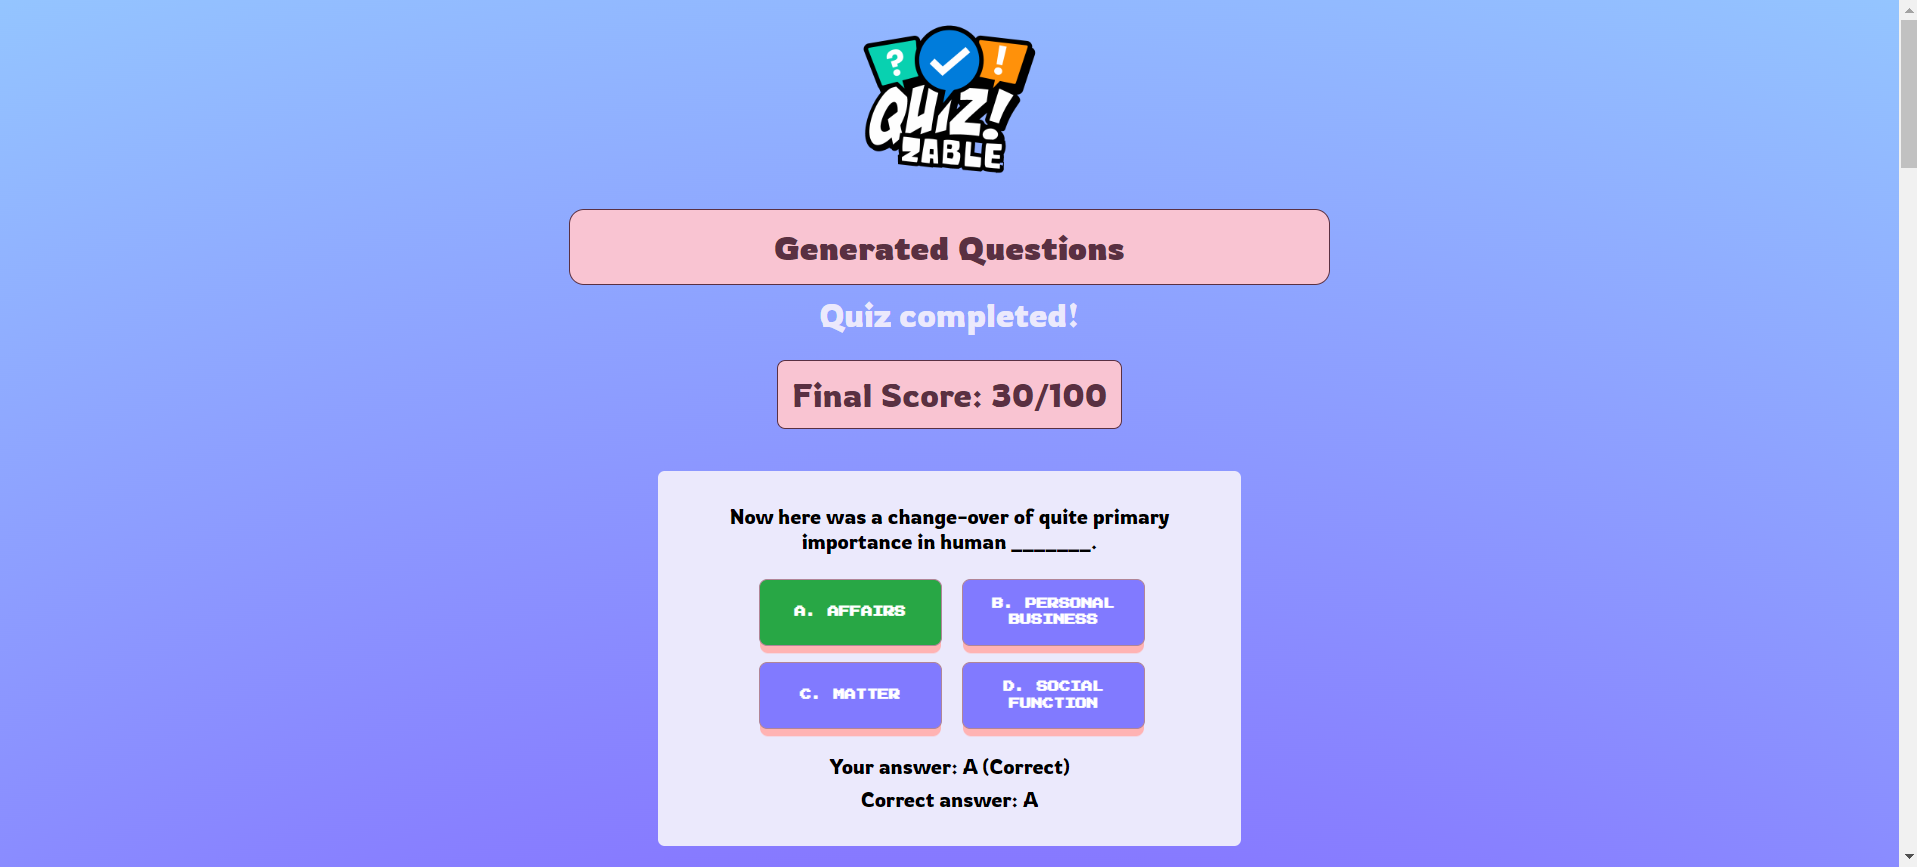 ?
!
QUIZ!
ZABLE
Generated Questions
Quiz completed!
Final Score: 30/100
Now here was a change-over of quite primary
importance in human _______.
A. AFFAIRS
B. PERSONAL
BUSINESS
C. MATTER
D. SOCIAL
FUNCTION
Your answer: A (Correct)
Correct answer: A